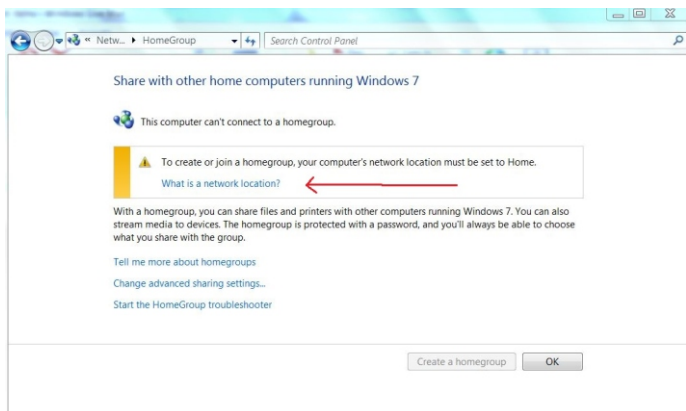 « Netw... ▸ HomeGroup Search Control Panel
Share with other home computers running Windows 7
This computer can't connect to a homegroup.
To create or join a homegroup, your computer's network location must be set to Home.
What is a network location?
With a homegroup, you can share files and printers with other computers running Windows 7. You can also
stream media to devices. The homegroup is protected with a password, and you'll always be able to choose
what you share with the group.
Tell me more about homegroups
Change advanced sharing settings...
Start the HomeGroup troubleshooter
Create a homegroup OK